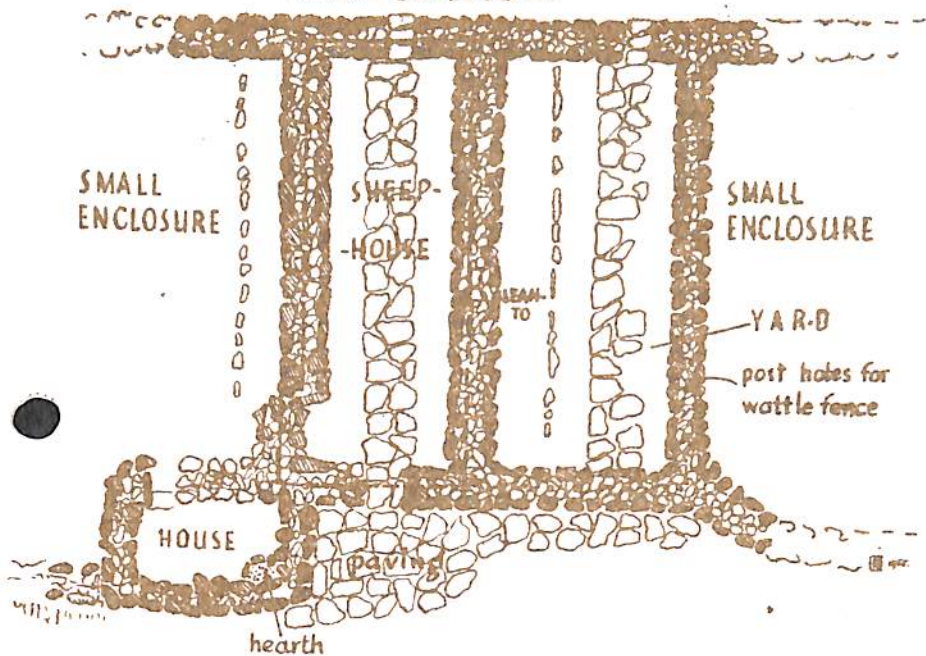 SMALL
ENCLOSURE
SHEEP-
-HOUSE
LEAN-
TO
SMALL
ENCLOSURE
YARD
post holes for
wattle fence
HOUSE
paving
hearth